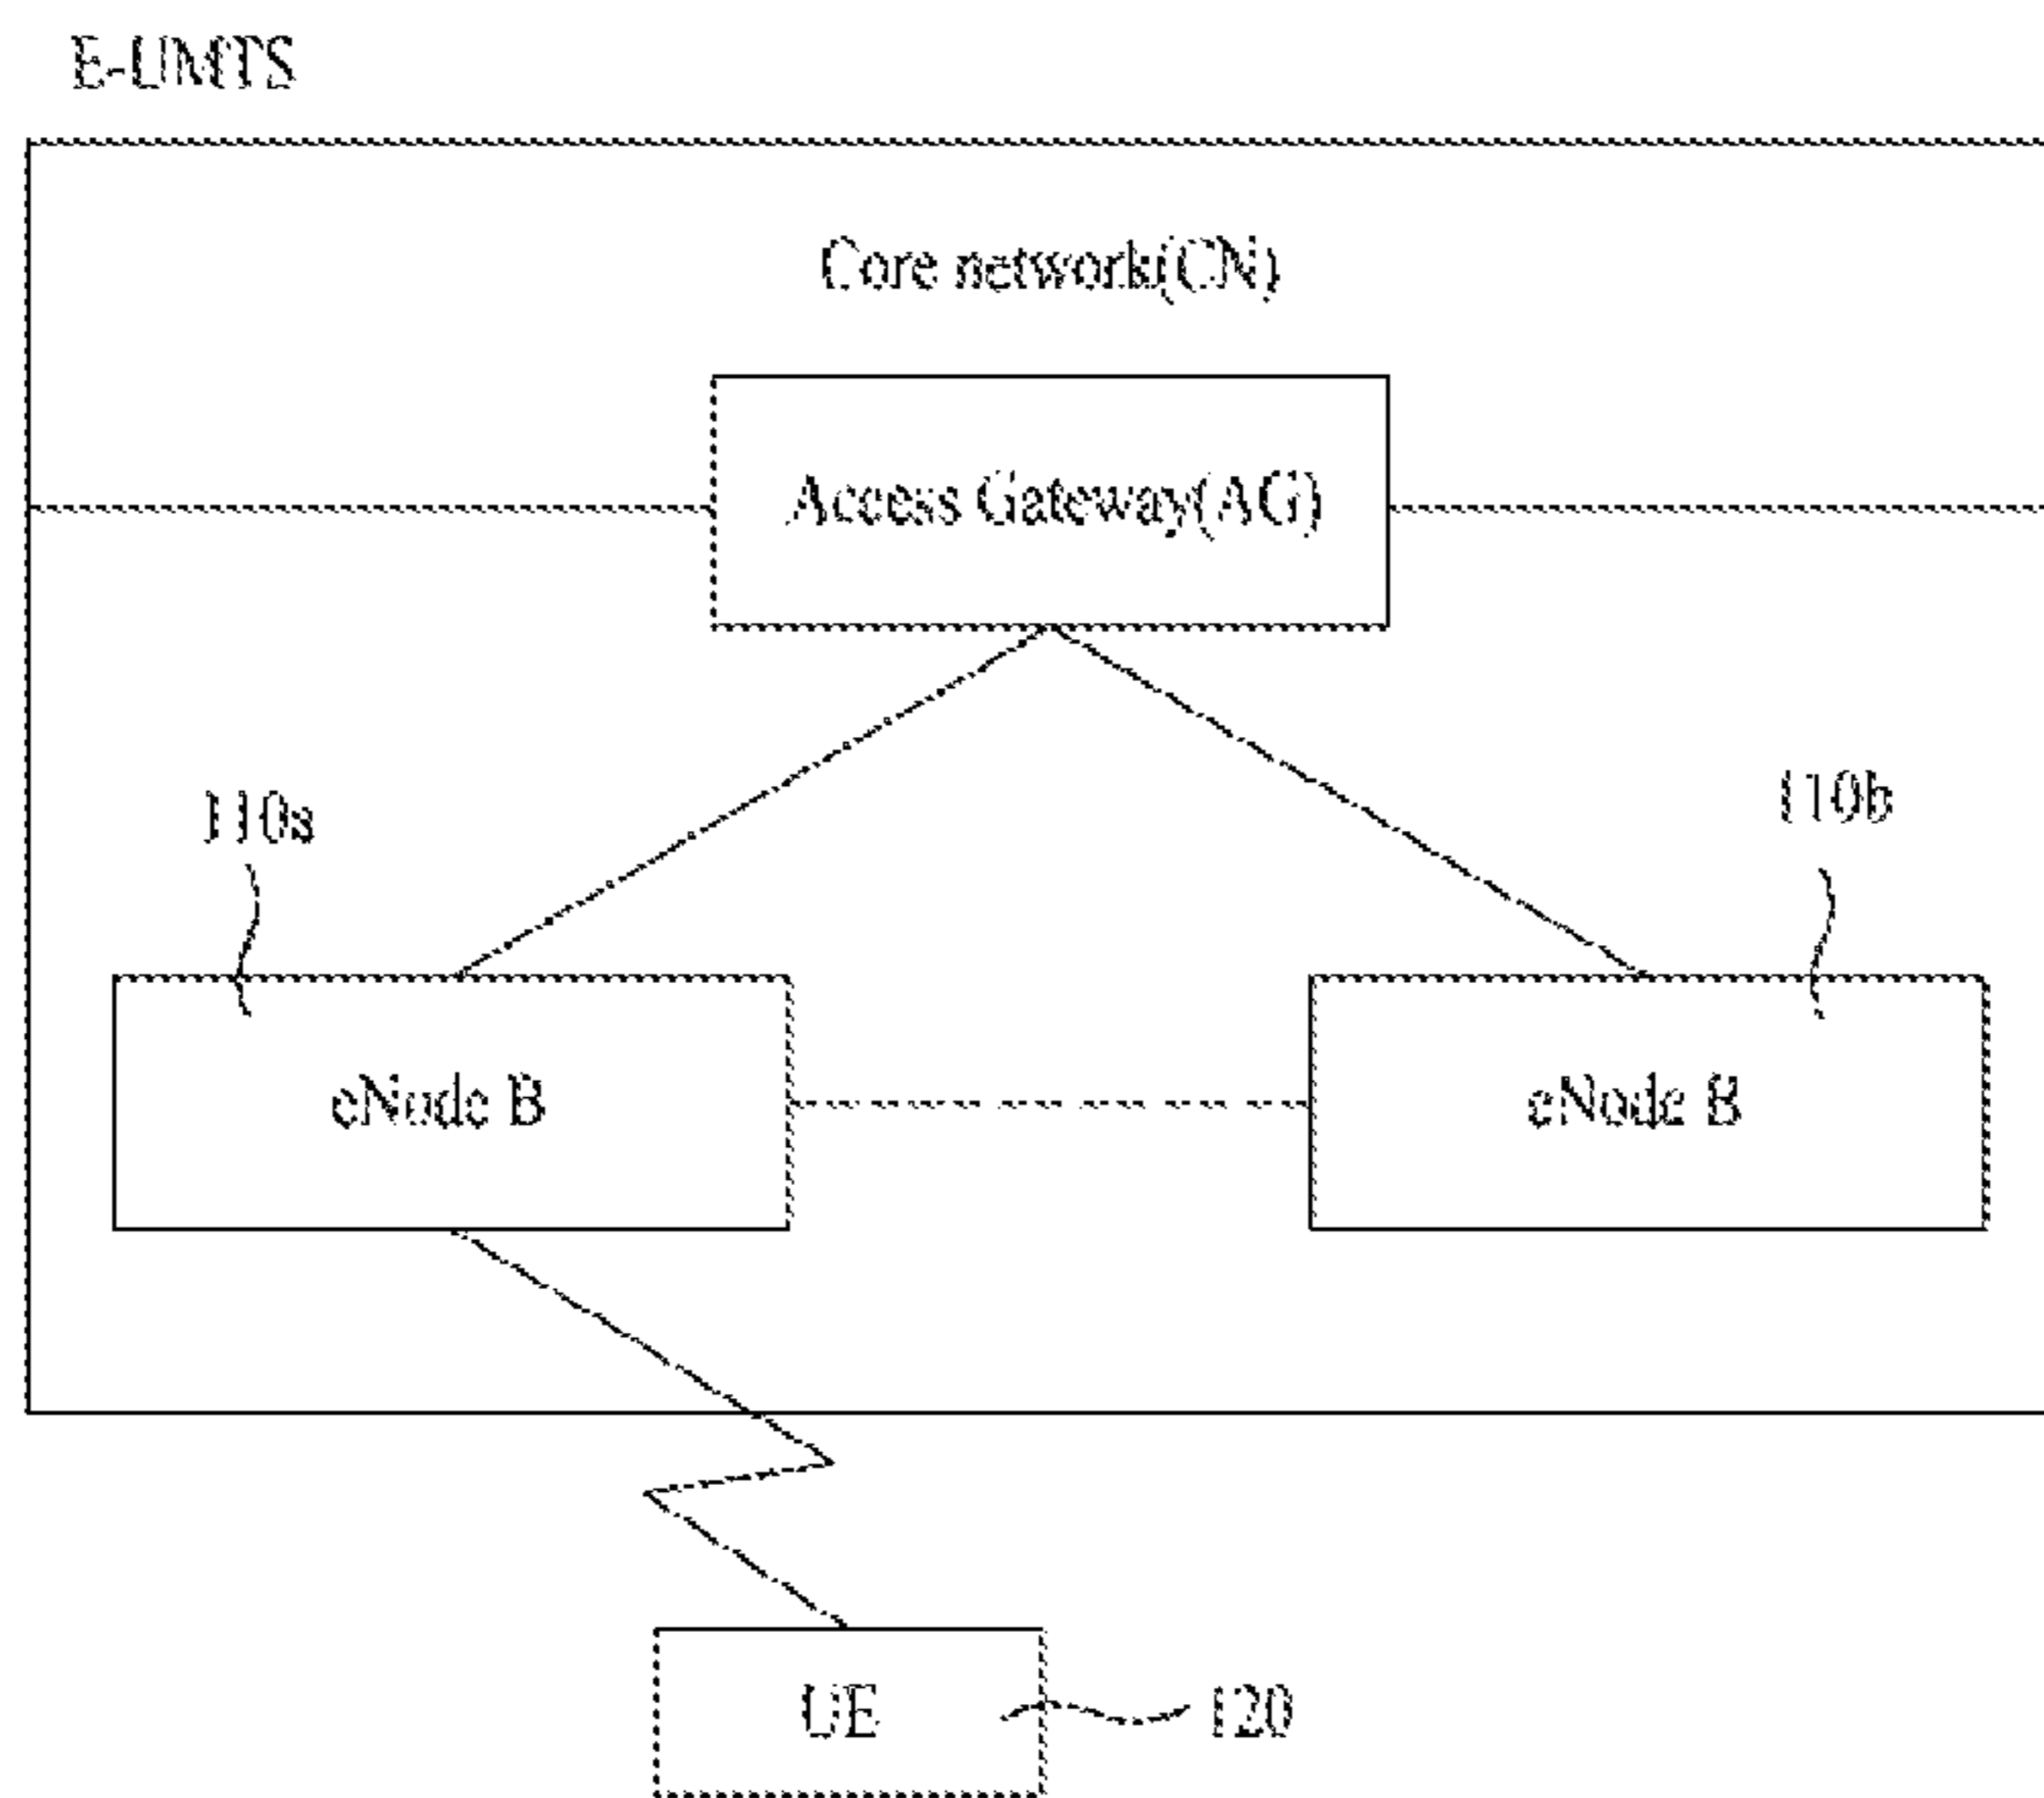 E-UMTS
Core network(CN)
Access Gateway(AG)
110a
110b
eNode B
eNode B
UE
120